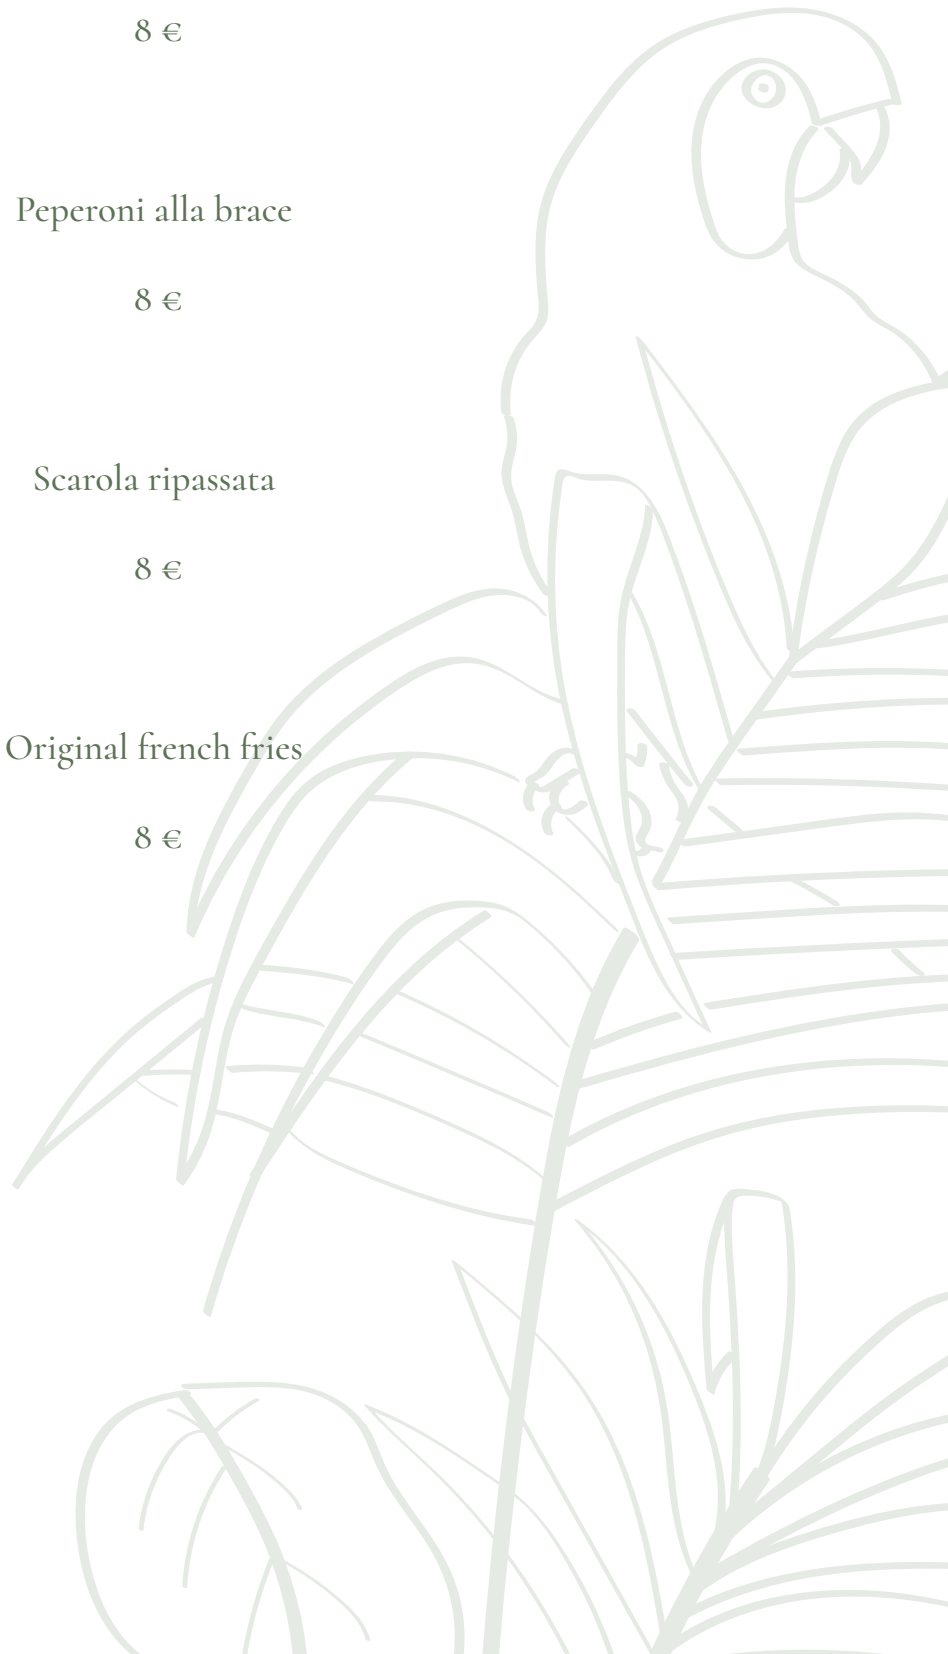 8 €
Peperoni alla brace
8 €
Scarola ripassata
8 €
Original french fries
8 €